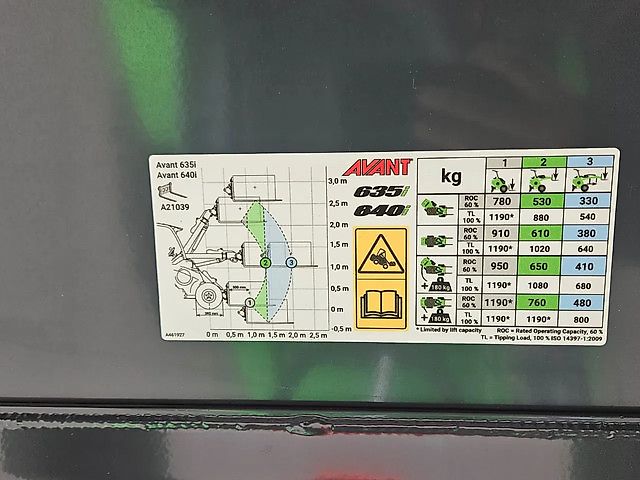 Avant 635i
Avant 640i
A21039
AVANT
635i
640i
3,0 m
2,5 m
2,0 m
1,5 m
1,0 m
0,5 m
0 m
-0,5 m
0 m 0,5 m 1,0 m 1,5 m 2,0 m 2,5 m
1
2
3
A461927
kg 1 2 3
ROC 60 % 780 530 330
TL 100 % 1190* 880 540
ROC 60 % 910 610 380
TL 100 % 1190* 1020 640
ROC 60 % 950 650 410
+ 180 kg TL 100 % 1190* 1080 680
ROC 60 % 1190* 760 480
+ 180 kg TL 100 % 1190* 1190* 800
* Limited by lift capacity ROC = Rated Operating Capacity, 60 %
TL = Tipping Load, 100 % ISO 14397-1:2009